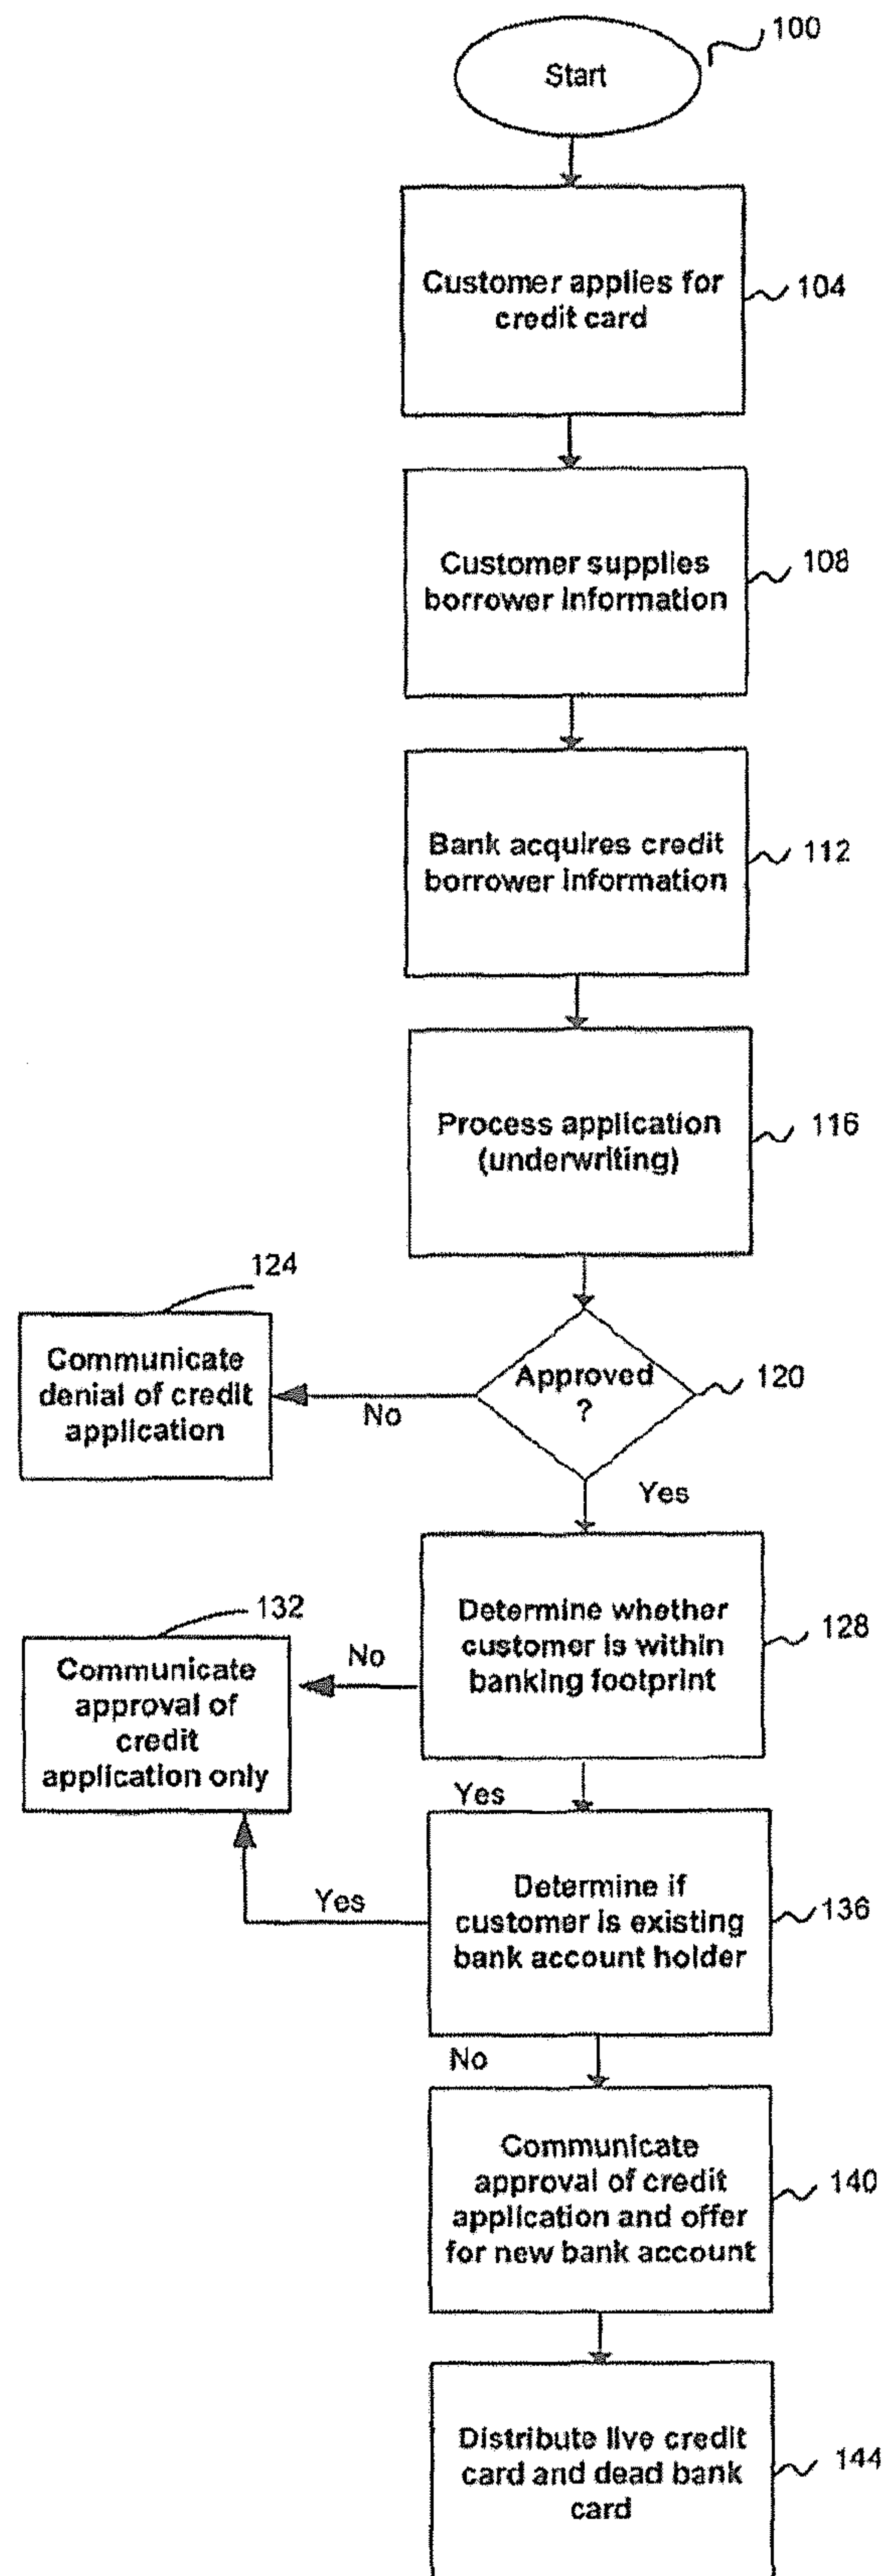 100
Start
Customer applies for
credit card
104
Customer supplies
borrower information
108
Bank acquires credit
borrower information
112
Process application
(underwriting)
116
124
Communicate
denial of credit
application
No
Approved
?
120
Yes
Determine whether
customer is within
banking footprint
128
132
Communicate
approval of
credit
application only
No
Yes
Determine if
customer is existing
bank account holder
136
Yes
No
Communicate
approval of credit
application and offer
for new bank account
140
Distribute live credit
card and dead bank
card
144